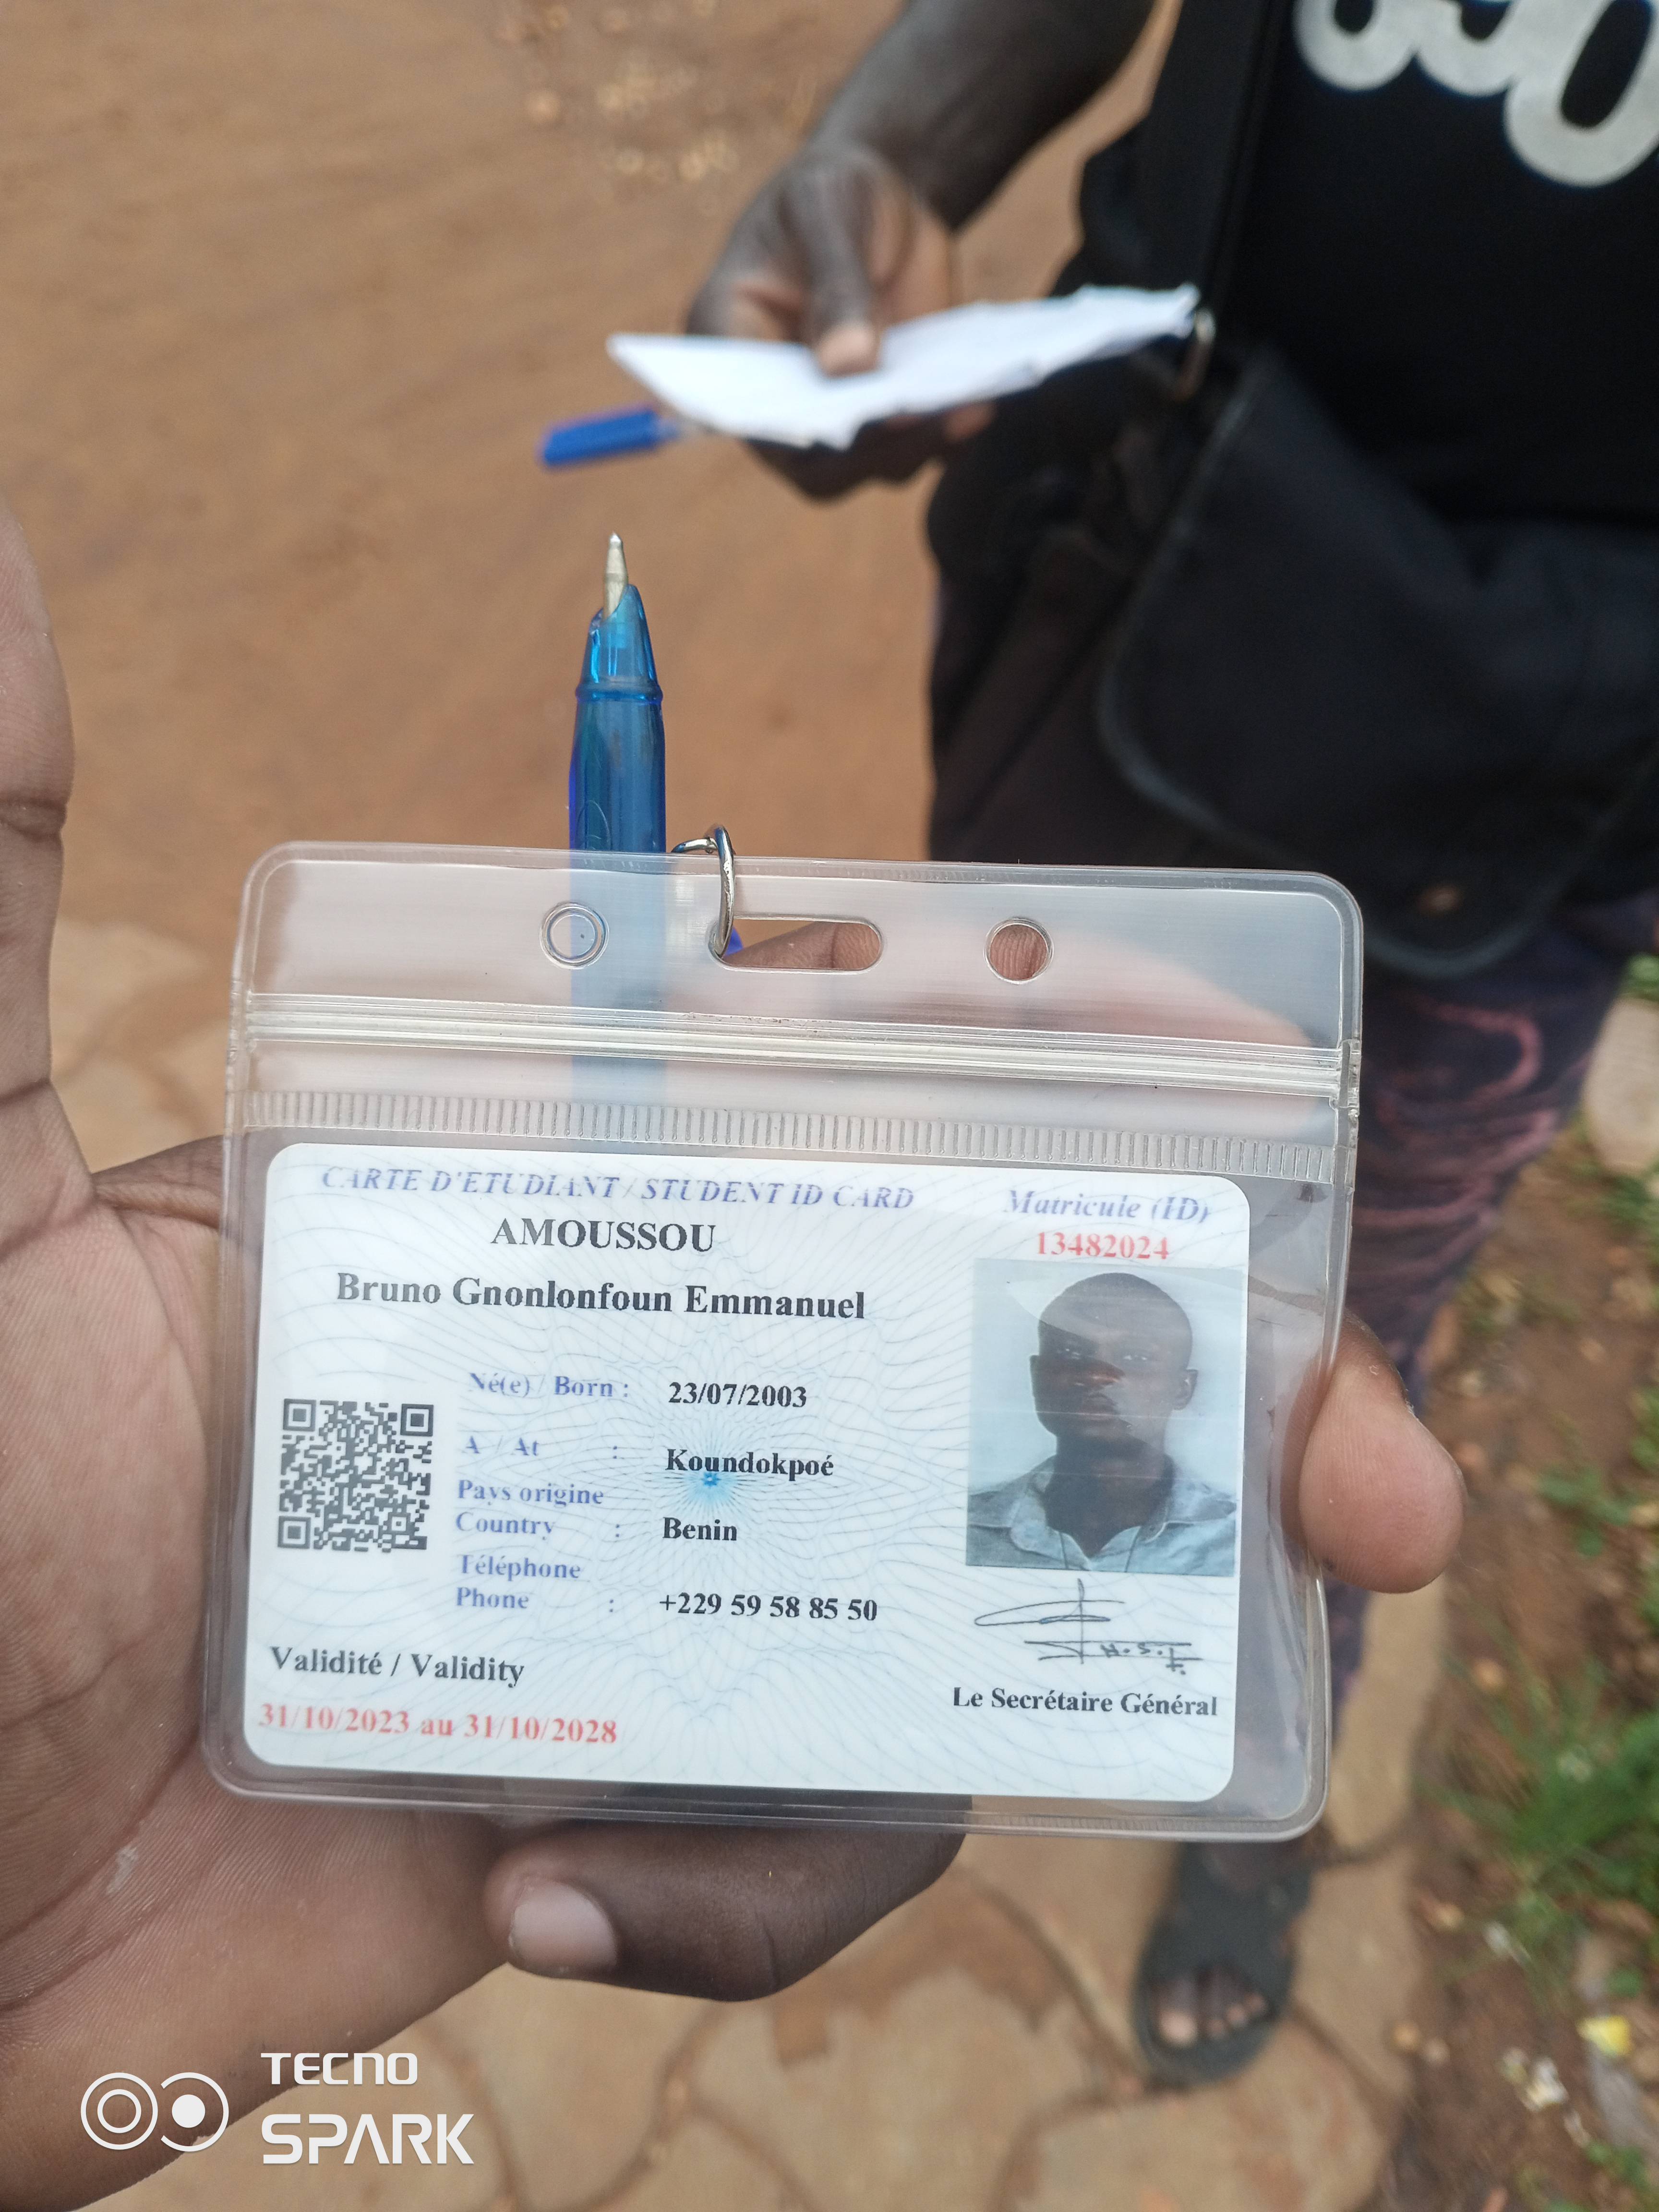 CARTE D'ETUDIANT / STUDENT ID CARD
Matricule (ID)
AMOUSSOU
13482024
Bruno Gnonlonfoun Emmanuel
Né(e) / Born : 23/07/2003
A / At : Koundokpoé
Pays origine
Country : Benin
Téléphone
Phone : +229 59 58 85 50
Validité / Validity
31/10/2023 au 31/10/2028
Le Secrétaire Général
TECNO
SPARK